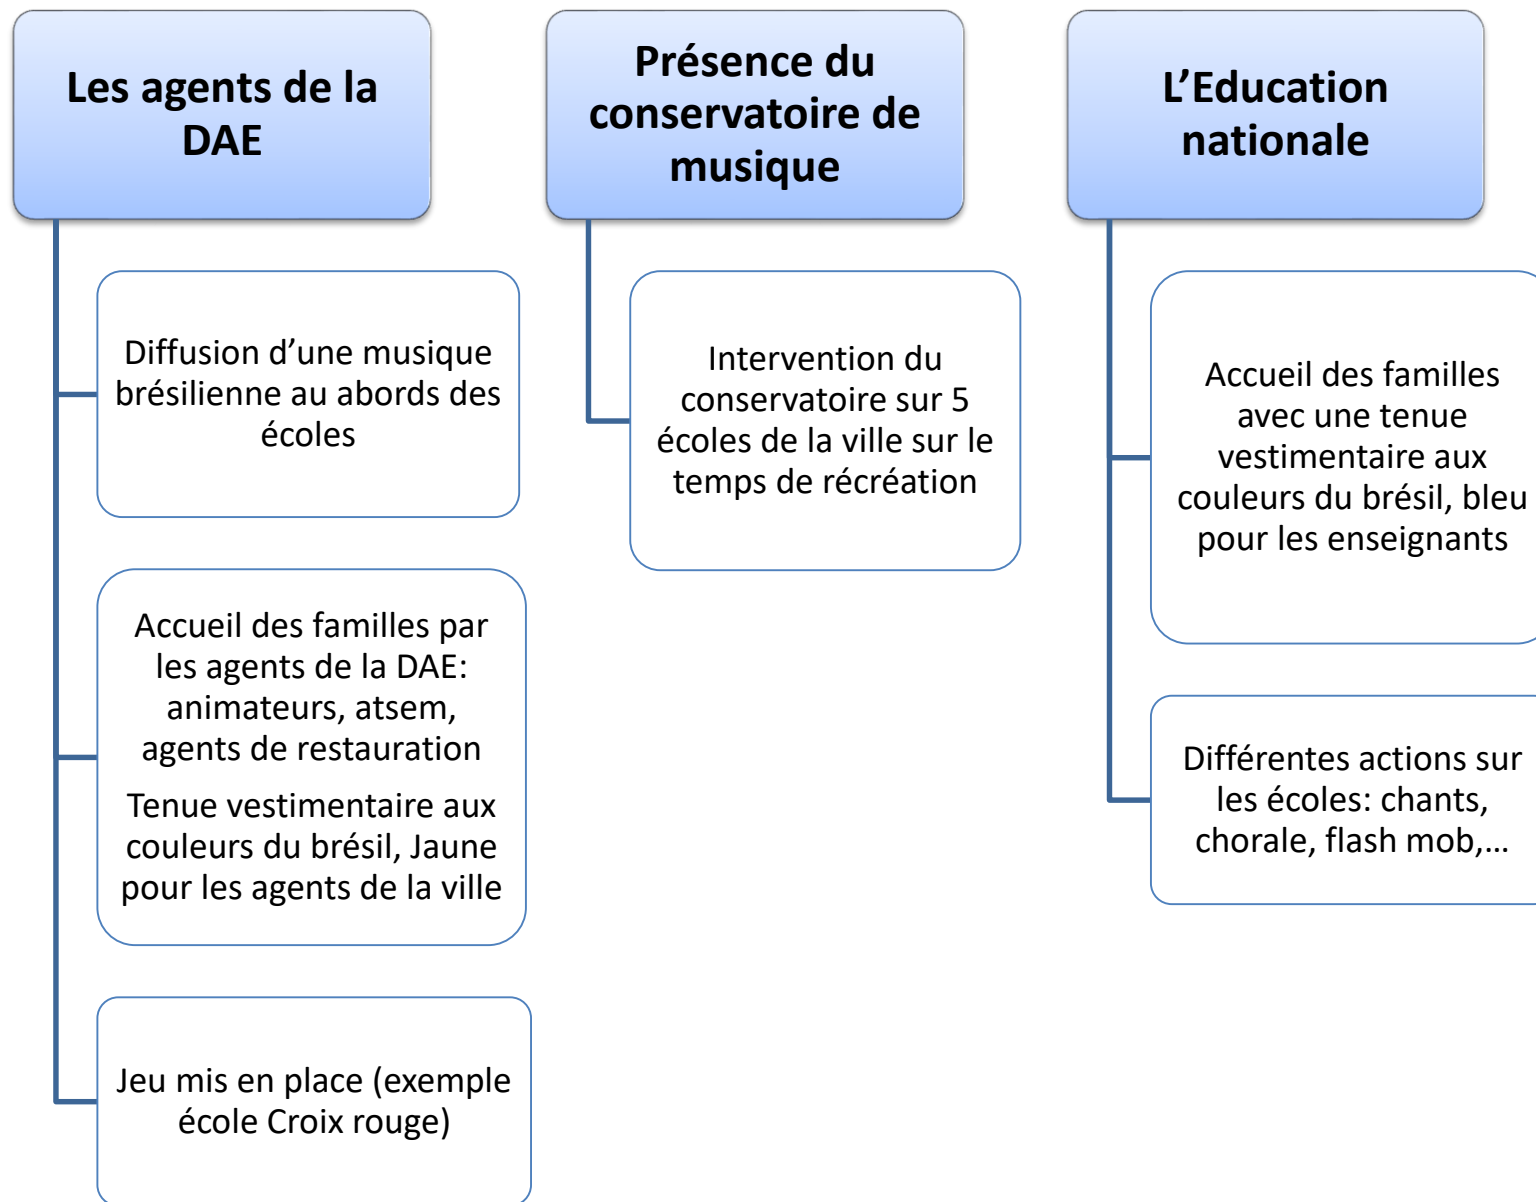 Les agents de la
DAE
Diffusion d’une musique
brésilienne au abords des
écoles
Accueil des familles par
les agents de la DAE:
animateurs, atsem,
agents de restauration
Tenue vestimentaire aux
couleurs du brésil, Jaune
pour les agents de la ville
Jeu mis en place (exemple
école Croix rouge)
Présence du
conservatoire de
musique
Intervention du
conservatoire sur 5
écoles de la ville sur le
temps de récréation
L’Education
nationale
Accueil des familles
avec une tenue
vestimentaire aux
couleurs du brésil, bleu
pour les enseignants
Différentes actions sur
les écoles: chants,
chorale, flash mob,…